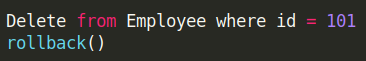 Delete from Employee where id = 101
rollback()